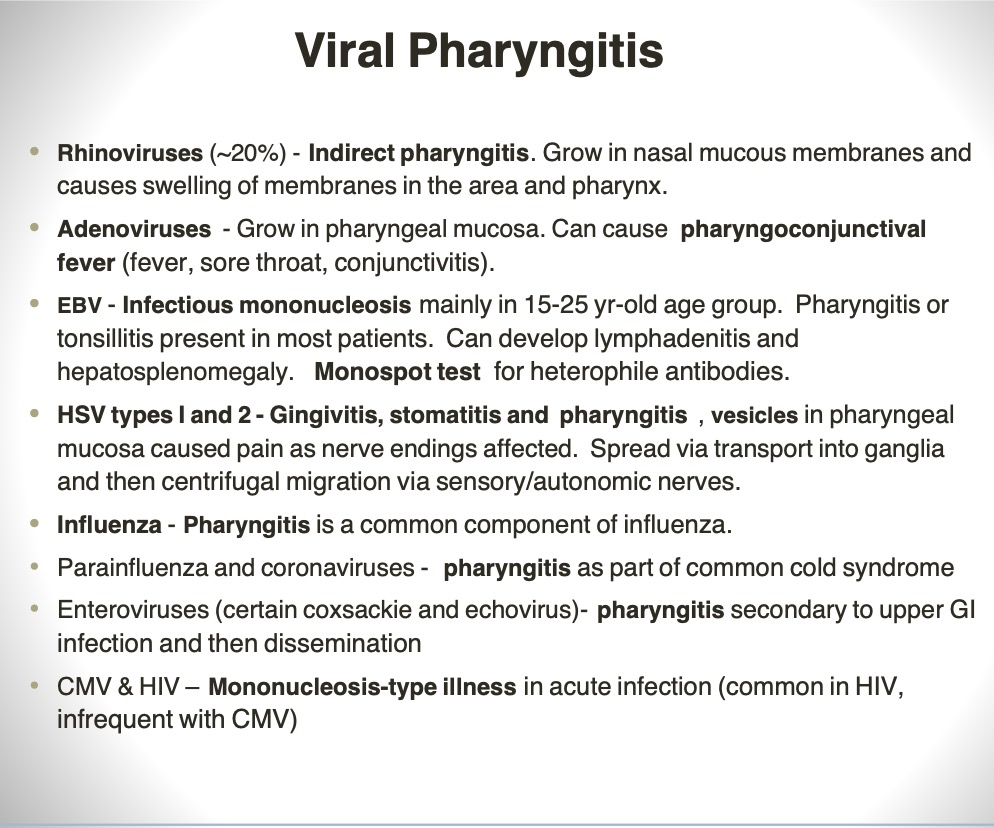 Viral Pharyngitis
• Rhinoviruses (~20%) - Indirect pharyngitis. Grow in nasal mucous membranes and
causes swelling of membranes in the area and pharynx.
• Adenoviruses - Grow in pharyngeal mucosa. Can cause pharyngoconjunctival
fever (fever, sore throat, conjunctivitis).
• EBV - Infectious mononucleosis mainly in 15-25 yr-old age group. Pharyngitis or
tonsillitis present in most patients. Can develop lymphadenitis and
hepatosplenomegaly. Monospot test for heterophile antibodies.
• HSV types I and 2 - Gingivitis, stomatitis and pharyngitis , vesicles in pharyngeal
mucosa caused pain as nerve endings affected. Spread via transport into ganglia
and then centrifugal migration via sensory/autonomic nerves.
• Influenza - Pharyngitis is a common component of influenza.
• Parainfluenza and coronaviruses - pharyngitis as part of common cold syndrome
• Enteroviruses (certain coxsackie and echovirus)- pharyngitis secondary to upper GI
infection and then dissemination
• CMV & HIV – Mononucleosis-type illness in acute infection (common in HIV,
infrequent with CMV)